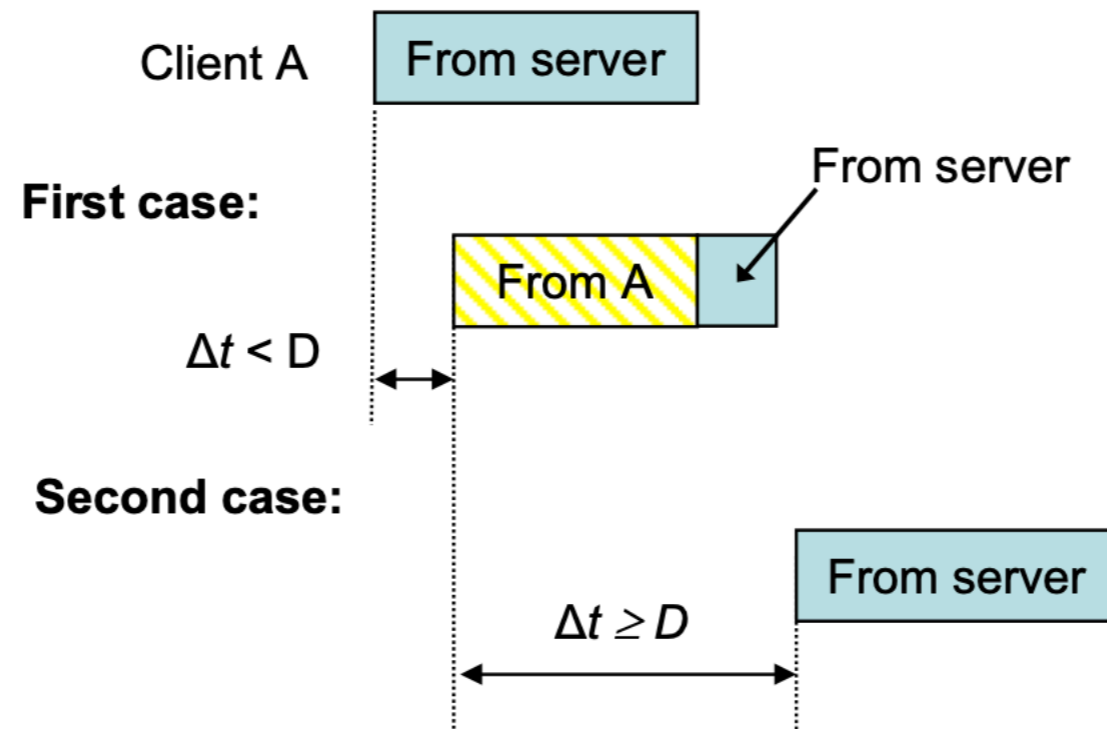 Client A
From server
From server
First case:
From A
Δt < D
Second case:
From server
Δt ≥ D